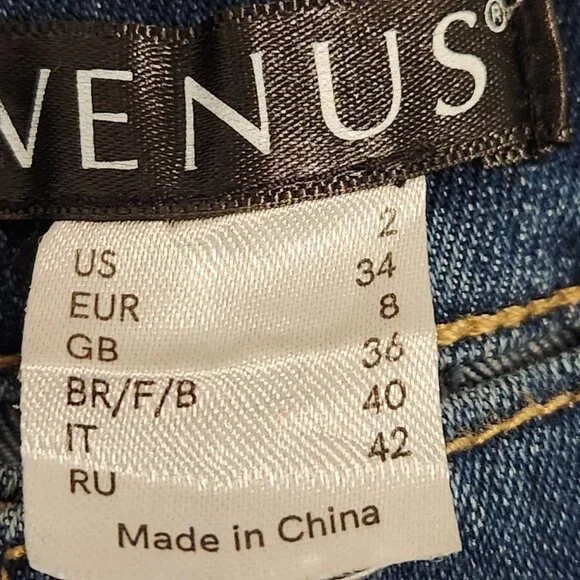 VENUS®
US 2
EUR 34
GB 8
BR/F/B 36
IT 40
RU 42
Made in China